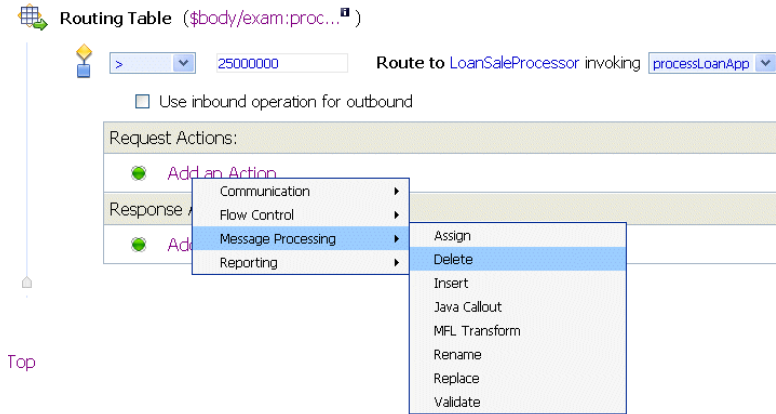 Routing Table ($body/exam:proc... )
> 25000000 Route to LoanSaleProcessor invoking processLoanApp
Use inbound operation for outbound
Request Actions:
Add an Action
Communication
Response
Flow Control
Message Processing
Add
Reporting
Assign
Delete
Insert
Java Callout
MFL Transform
Rename
Replace
Validate
Top